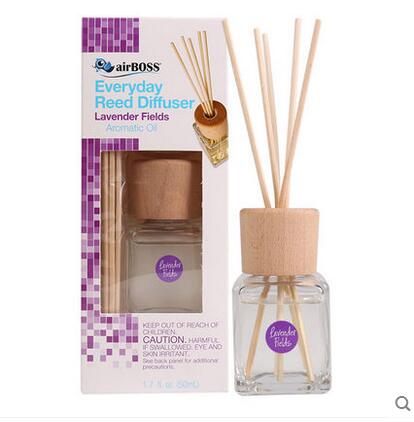 airBOSS®
Everyday
Reed Diffuser
Lavender Fields
Aromatic Oil
Lavender
Fields
KEEP OUT OF REACH OF
CHILDREN.
CAUTION. HARMFUL
IF SWALLOWED, EYE AND
SKIN IRRITANT.
See back panel for additional
precautions.
1.7 fl. oz (50mL)
Lavender
Fields